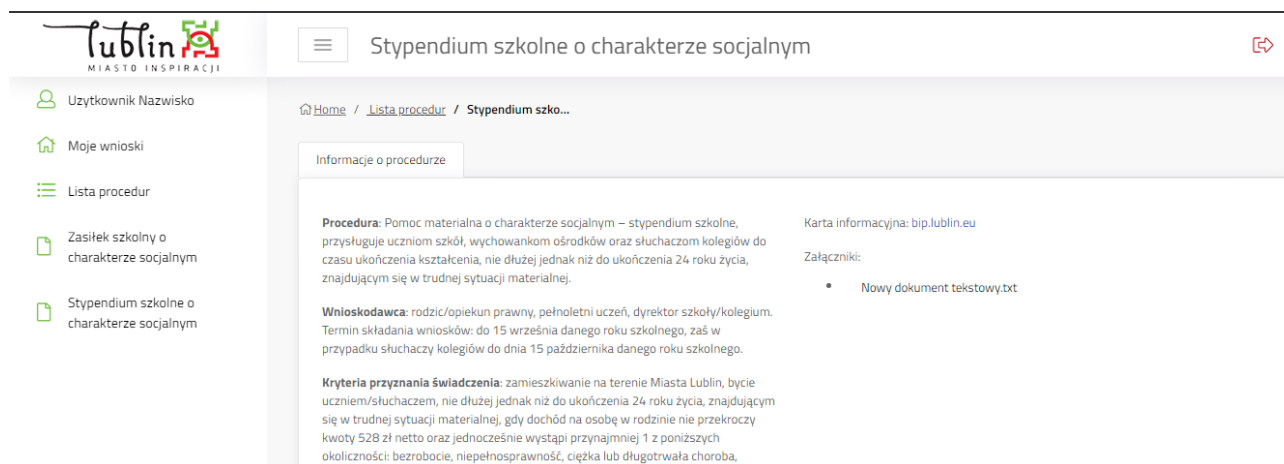 lublin
MIASTO INSPIRACJI
Stypendium szkolne o charakterze socjalnym
Uzytkownik Nazwisko
Moje wnioski
Lista procedur
Zasiłek szkolny o
charakterze socjalnym
Stypendium szkolne o
charakterze socjalnym
Home / Lista procedur / Stypendium szko...
Informacje o procedurze
Procedura: Pomoc materialna o charakterze socjalnym – stypendium szkolne,
przysługuje uczniom szkół, wychowankom ośrodków oraz słuchaczom kolegiów do
czasu ukończenia kształcenia, nie dłużej jednak niż do ukończenia 24 roku życia,
znajdującym się w trudnej sytuacji materialnej.
Wnioskodawca: rodzic/opiekun prawny, pełnoletni uczeń, dyrektor szkoły/kolegium.
Termin składania wniosków: do 15 września danego roku szkolnego, zaś w
przypadku słuchaczy kolegiów do dnia 15 października danego roku szkolnego.
Kryteria przyznania świadczenia: zamieszkiwanie na terenie Miasta Lublin, bycie
uczniem/słuchaczem, nie dłużej jednak niż do ukończenia 24 roku życia, znajdującym
się w trudnej sytuacji materialnej, gdy dochód na osobę w rodzinie nie przekroczy
kwoty 528 zł netto oraz jednocześnie wystąpi przynajmniej 1 z poniższych
okoliczności: bezrobocie, niepełnosprawność, ciężka lub długotrwała choroba,
Karta informacyjna: bip.lublin.eu
Załączniki:
• Nowy dokument tekstowy.txt